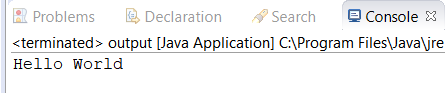 Problems Declaration Search Console
<terminated> output [Java Application] C:\Program Files\Java\jre
Hello World